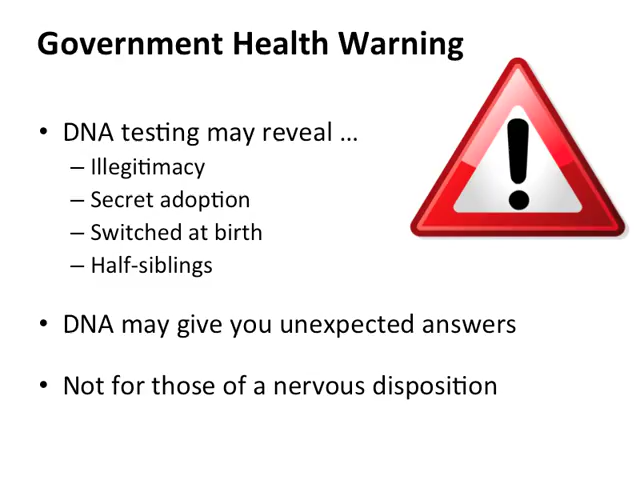 Government Health Warning
• DNA testing may reveal …
– Illegitimacy
– Secret adoption
– Switched at birth
– Half-siblings
• DNA may give you unexpected answers
• Not for those of a nervous disposition